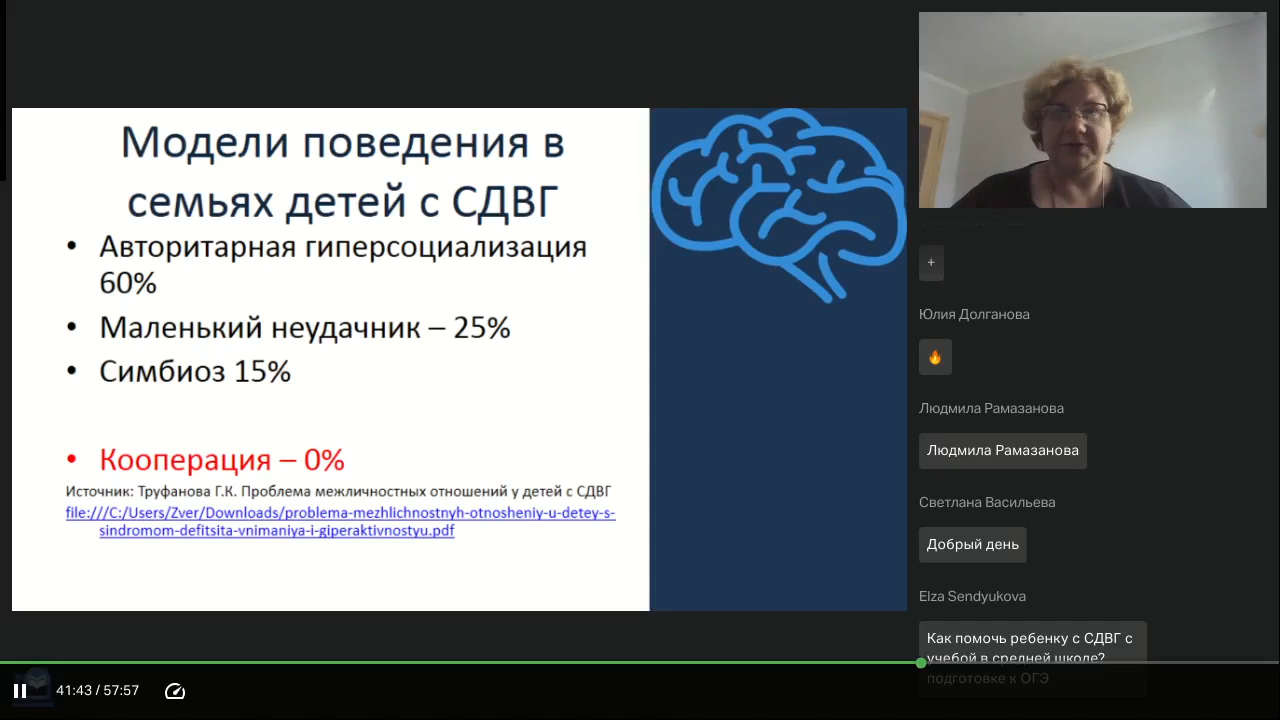 Модели поведения в
семьях детей с СДВГ
• Авторитарная гиперсоциализация
60%
• Маленький неудачник – 25%
• Симбиоз 15%
• Кооперация – 0%
Источник: Труфанова Г.К. Проблема межличностных отношений у детей с СДВГ
file:///C:/Users/Zver/Downloads/problema-mezhlichnostnyh-otnosheniy-u-detey-s-
sindromom-defitsita-vnimaniya-i-giperaktivnostyu.pdf
+
Юлия Долганова
🔥
Людмила Рамазанова
Людмила Рамазанова
Светлана Васильева
Добрый день
Elza Sendyukova
Как помочь ребенку с СДВГ с
учебой в средней школе?
подготовке к ОГЭ
41:43 / 57:57